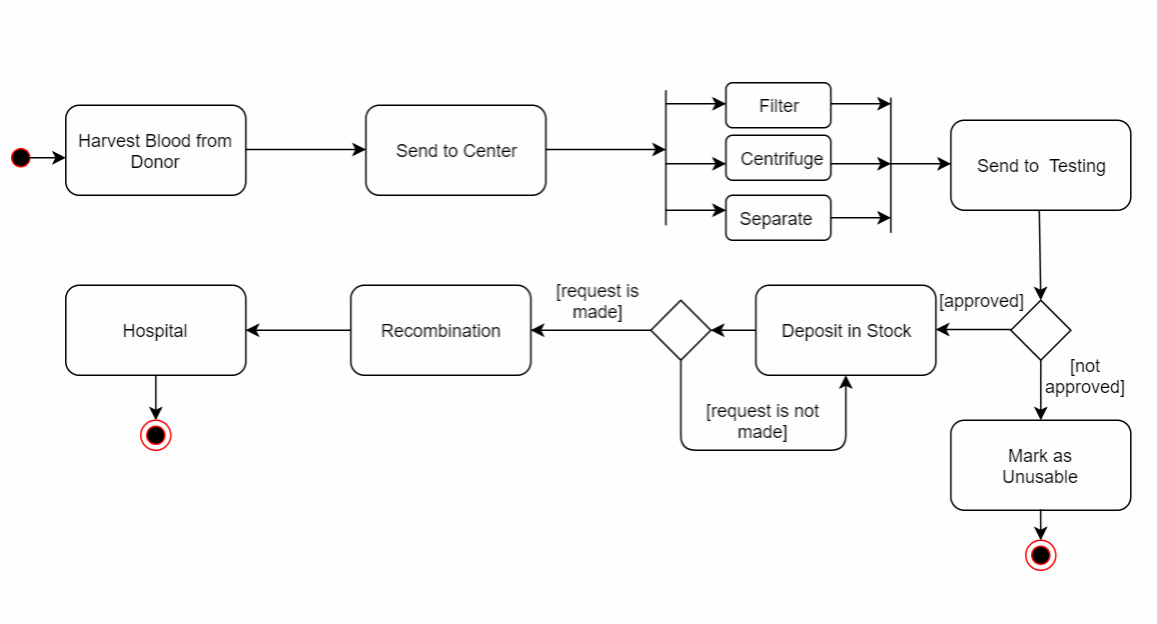 Harvest Blood from
Donor
Send to Center
Filter
Centrifuge
Separate
Send to  Testing
[approved]
[not
approved]
Mark as
Unusable
Deposit in Stock
[request is not
made]
[request is
made]
Recombination
Hospital